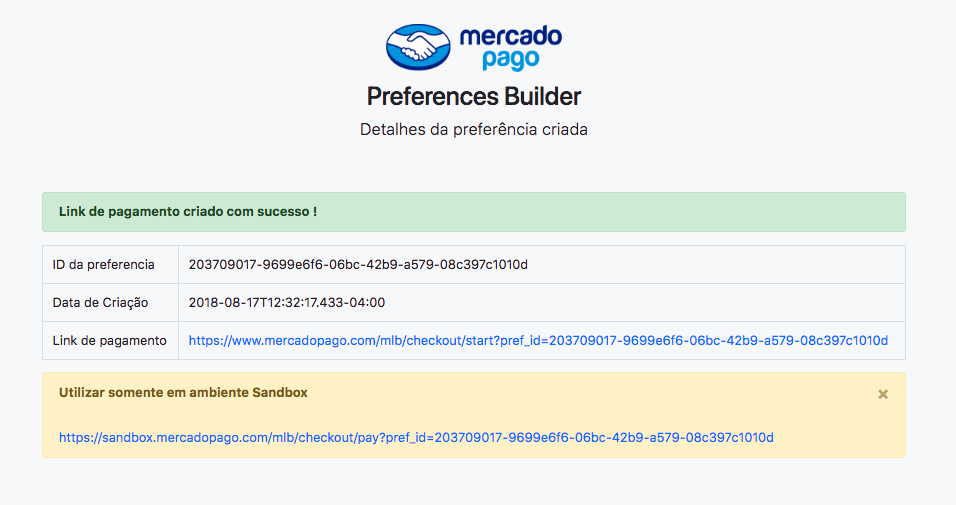 mercado
pago
Preferences Builder
Detalhes da preferência criada
Link de pagamento criado com sucesso !
ID da preferencia 203709017-9699e6f6-06bc-42b9-a579-08c397c1010d
Data de Criação 2018-08-17T12:32:17.433-04:00
Link de pagamento https://www.mercadopago.com/mlb/checkout/start?pref_id=203709017-9699e6f6-06bc-42b9-a579-08c397c1010d
Utilizar somente em ambiente Sandbox ×
https://sandbox.mercadopago.com/mlb/checkout/pay?pref_id=203709017-9699e6f6-06bc-42b9-a579-08c397c1010d